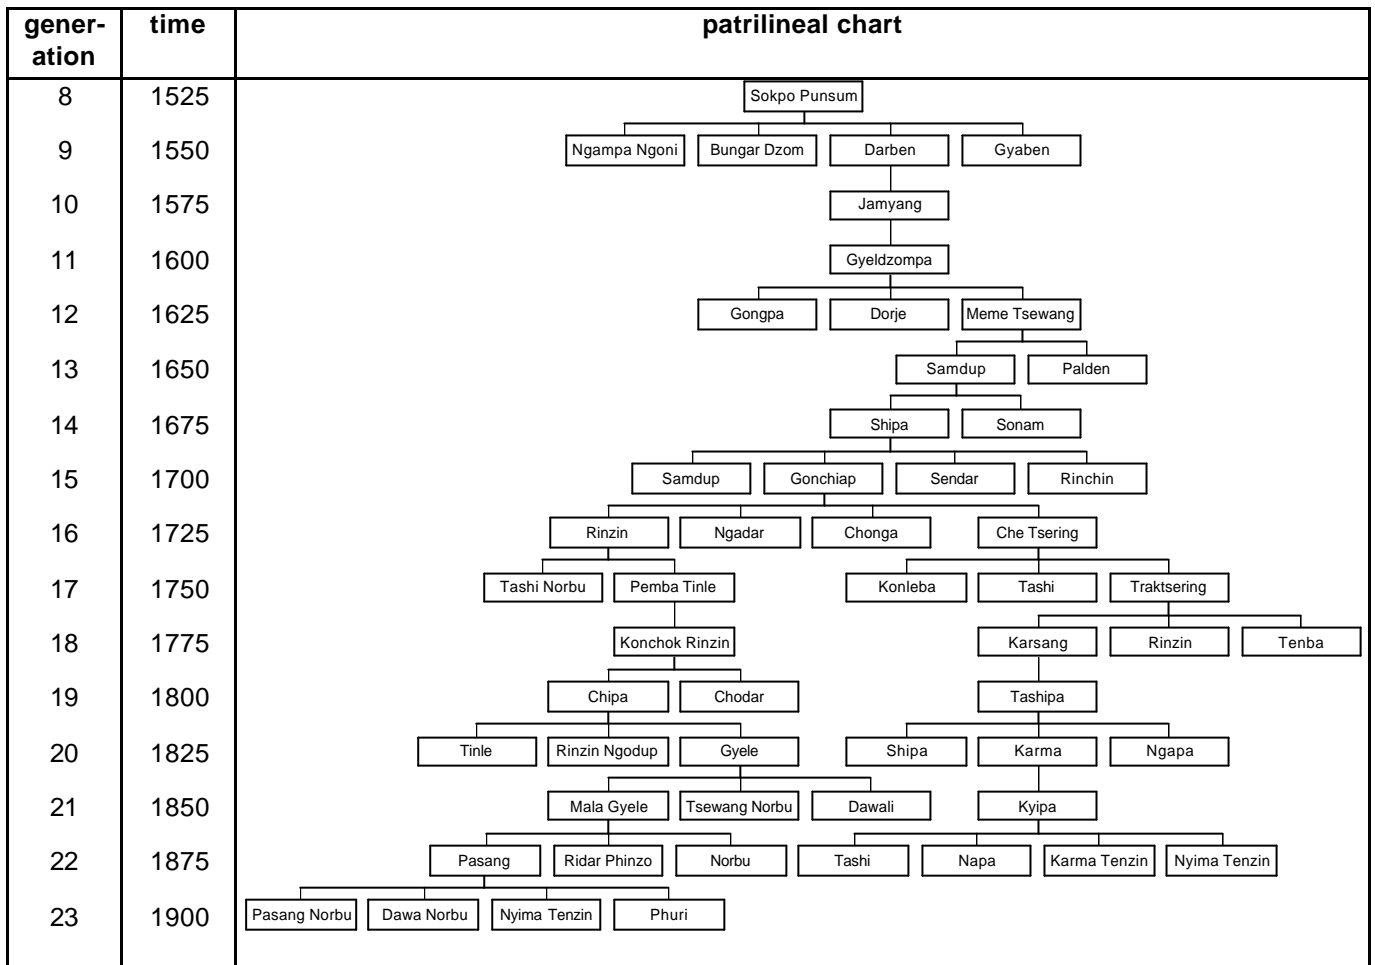 gener-
ation
time
patrilineal chart
8 1525 Sokpo Punsum
9 1550 Ngampa Ngoni Bungar Dzom Darben Gyaben
10 1575 Jamyang
11 1600 Gyeldzompa
12 1625 Gongpa Dorje Meme Tsewang
13 1650 Samdup Palden
14 1675 Shipa Sonam
15 1700 Samdup Gonchiap Sendar Rinchin
16 1725 Rinzin Ngadar Chonga Che Tsering
17 1750 Tashi Norbu Pemba Tinle Konleba Tashi Traktsering
18 1775 Konchok Rinzin Karsang Rinzin Tenba
19 1800 Chipa Chodar Tashipa
20 1825 Tinle Rinzin Ngodup Gyele Shipa Karma Ngapa
21 1850 Mala Gyele Tsewang Norbu Dawali Kyipa
22 1875 Pasang Ridar Phinzo Norbu Tashi Napa Karma Tenzin Nyima Tenzin
23 1900 Pasang Norbu Dawa Norbu Nyima Tenzin Phuri